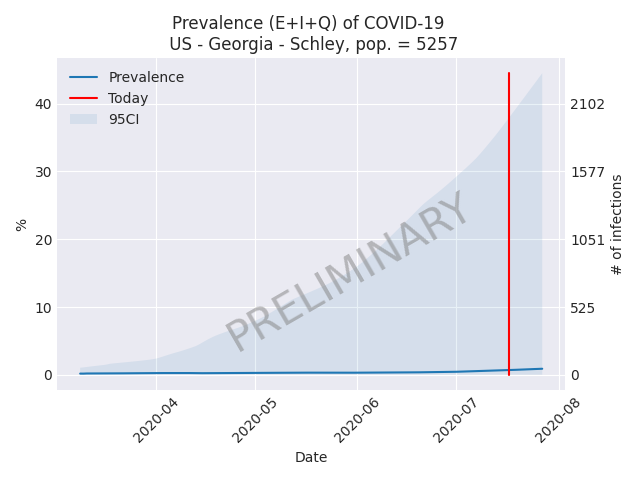 Prevalence (E+I+Q) of COVID-19
US - Georgia - Schley, pop. = 5257
Prevalence
Today
95CI
40
30
20
10
0
%
2102
1577
1051
525
0
# of infections
PRELIMINARY
2020-04
2020-05
2020-06
2020-07
2020-08
Date